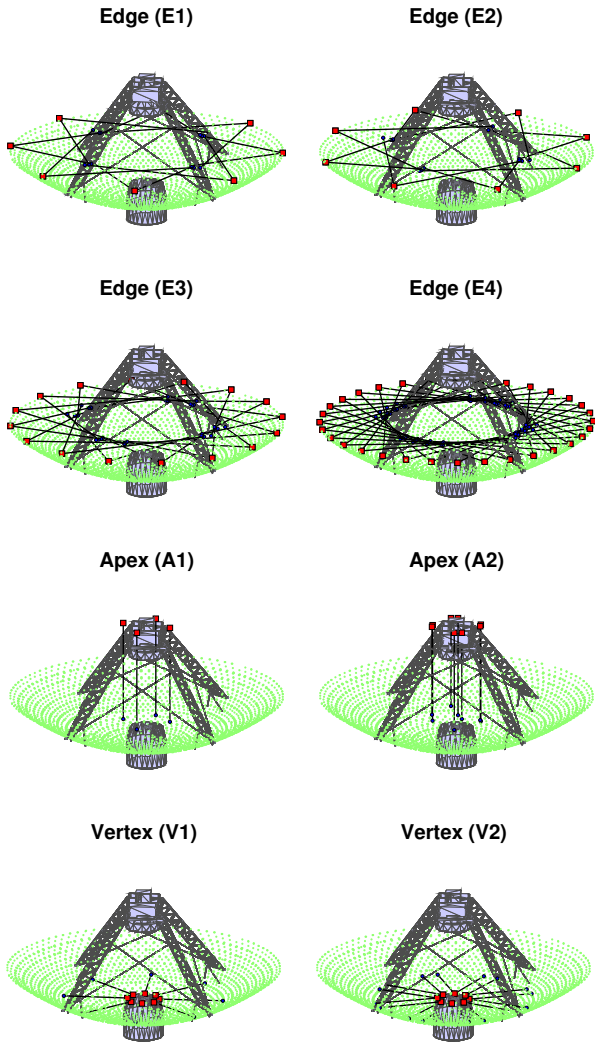 Edge (E1)
Edge (E2)
Edge (E3)
Edge (E4)
Apex (A1)
Apex (A2)
Vertex (V1)
Vertex (V2)